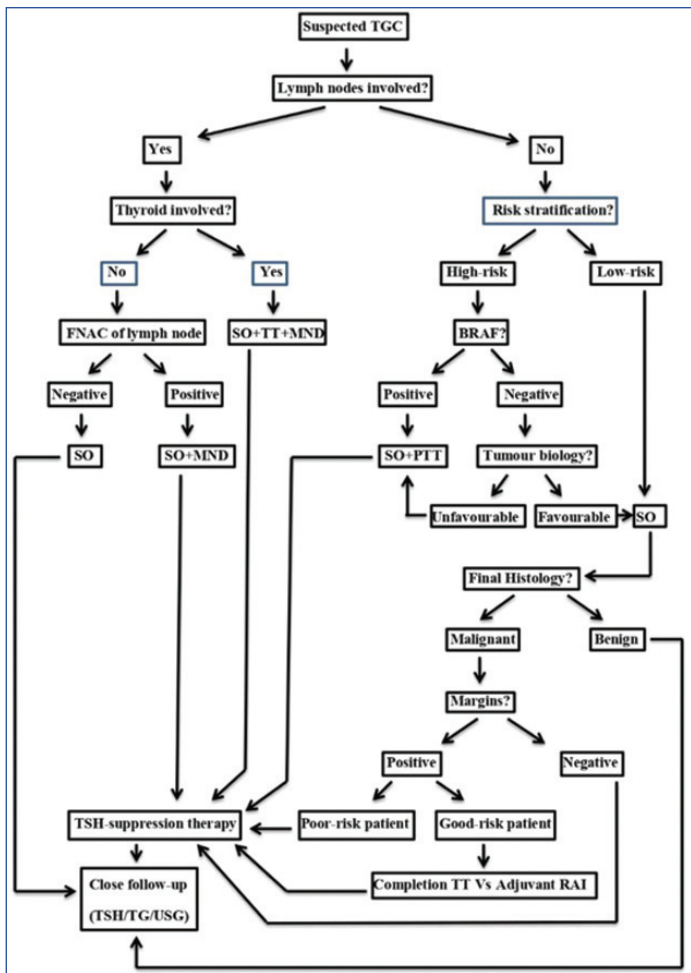 Suspected TGC
Lymph nodes involved?
Yes
No
Thyroid involved?
Risk stratification?
No
Yes
High-risk
Low-risk
FNAC of lymph node
SO+TT+MND
BRAF?
Negative
Positive
Positive
Negative
SO
SO+MND
SO+PTT
Tumour biology?
Unfavourable
Favourable
SO
Final Histology?
Malignant
Benign
Margins?
Positive
Negative
TSH-suppression therapy
Poor-risk patient
Good-risk patient
Close follow-up
(TSH/TG/USG)
Completion TT Vs Adjuvant RAI